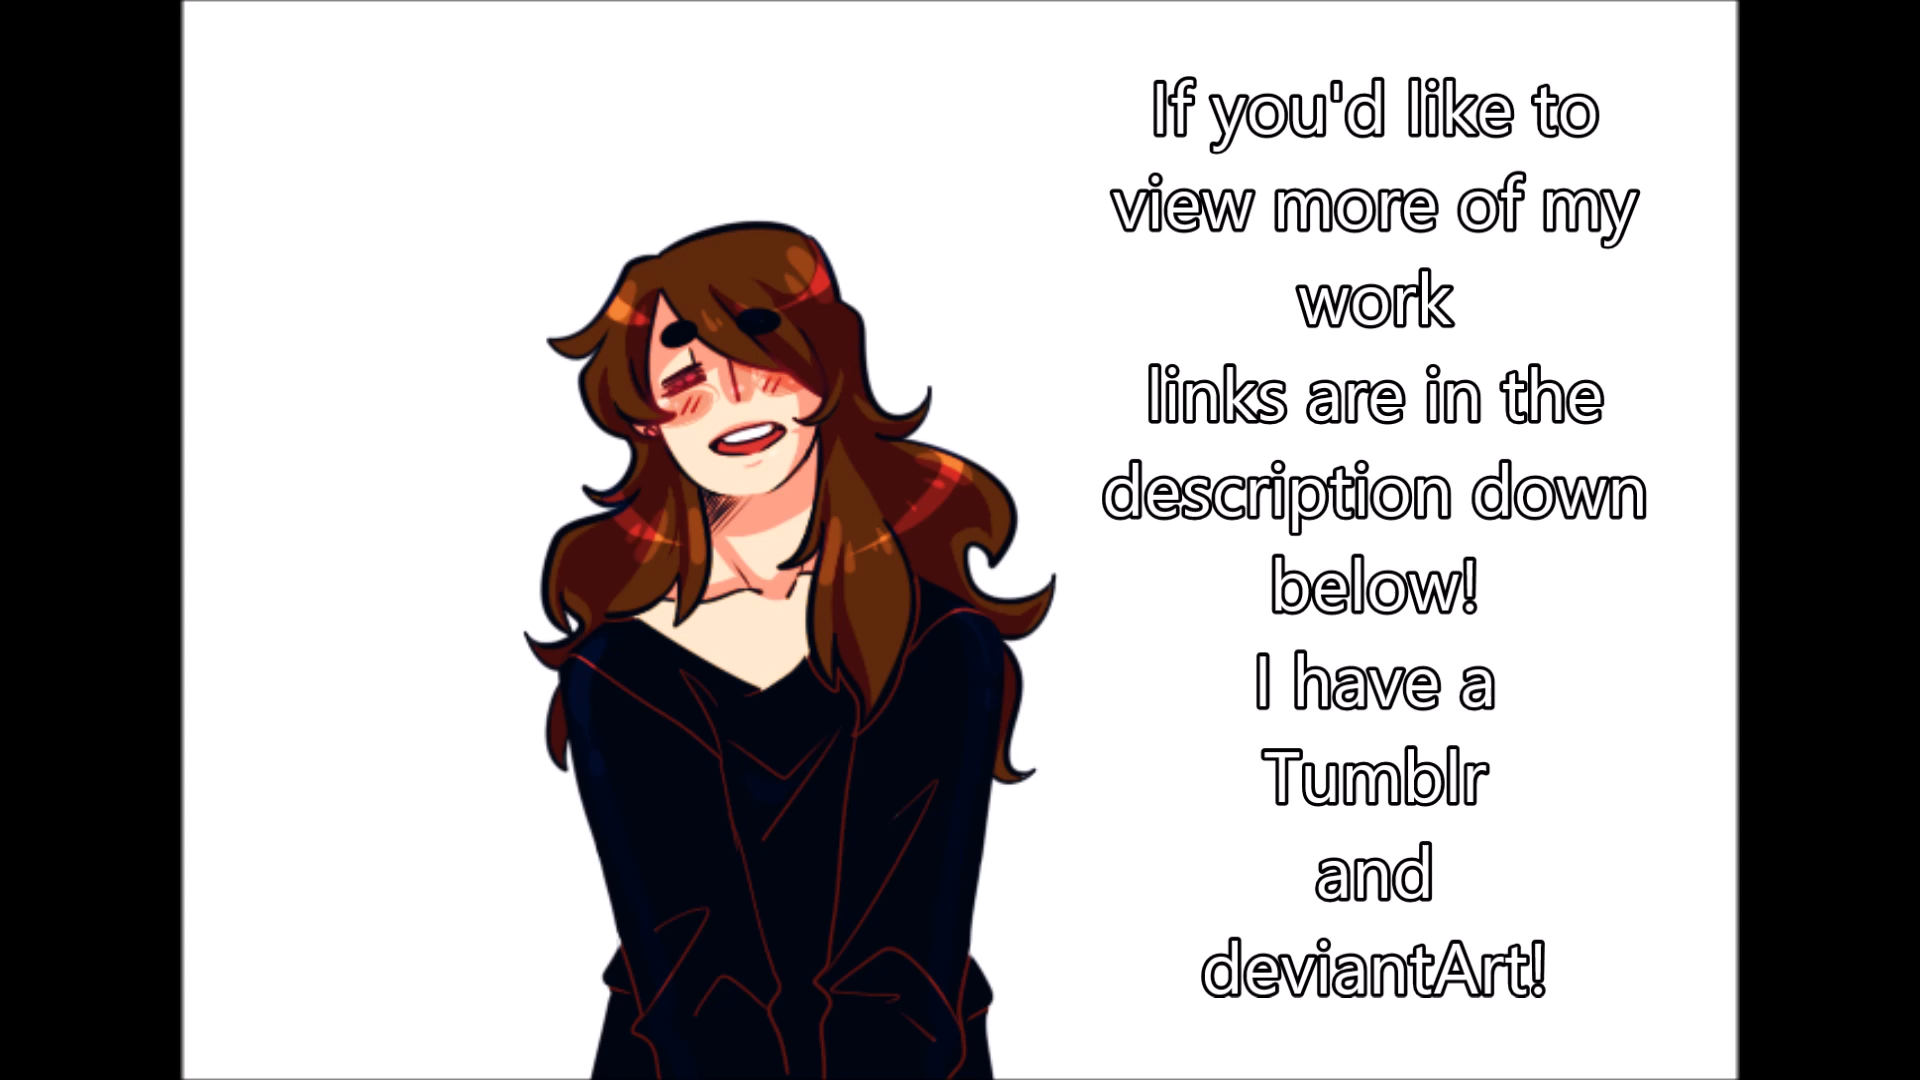 If you'd like to
view more of my
work
links are in the
description down
below!
I have a
Tumblr
and
deviantArt!